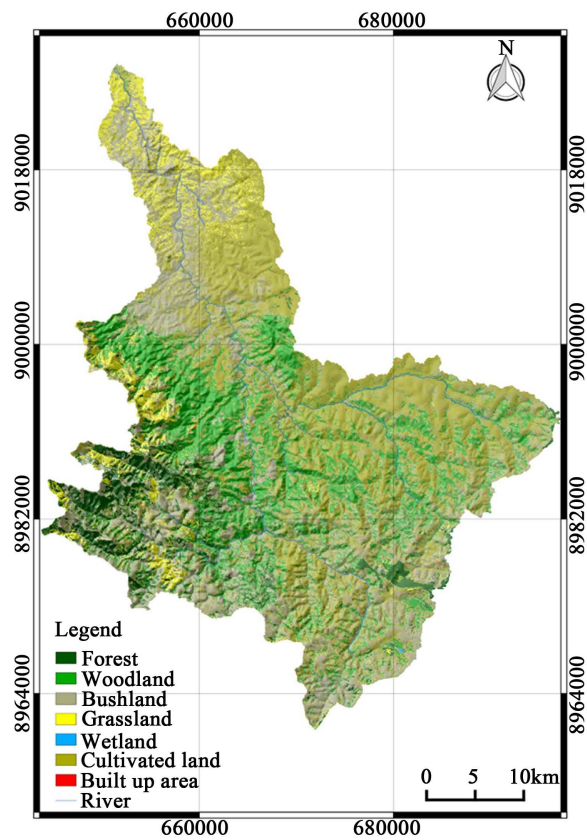 660000 680000
N
9018000 9018000
9000000 9000000
8982000 8982000
8964000 8964000
Legend
Forest
Woodland
Bushland
Grassland
Wetland
Cultivated land
Built up area
River
0 5 10km
660000 680000